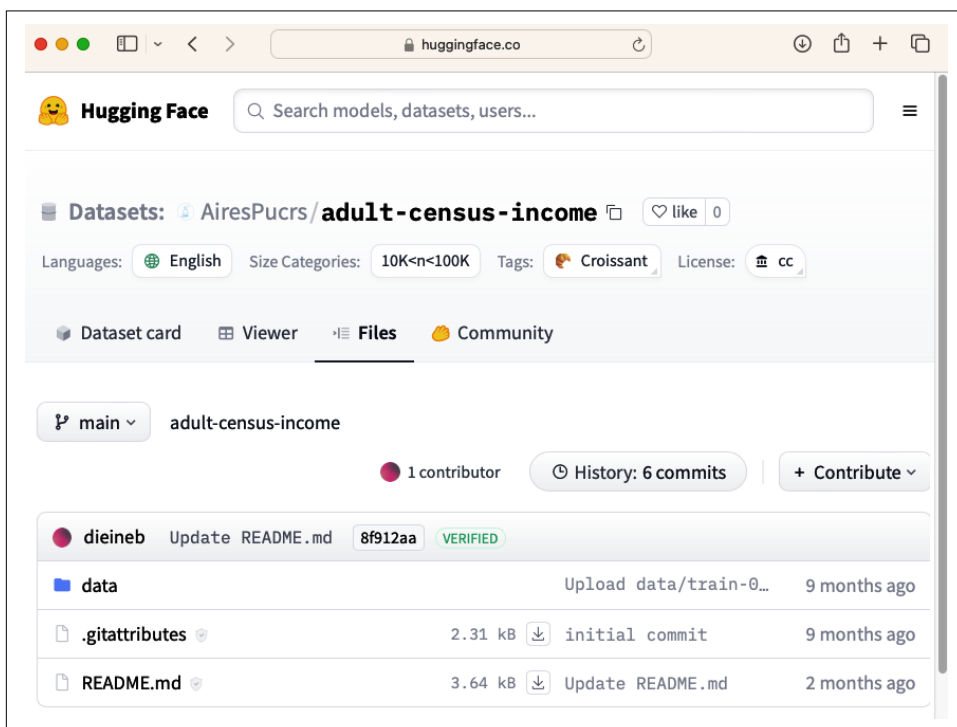 huggingface.co
Hugging Face Search models, datasets, users...
Datasets: AiresPucrs/adult-census-income like 0
Languages: English Size Categories: 10K<n<100K Tags: Croissant License: cc
Dataset card Viewer Files Community
main adult-census-income
1 contributor History: 6 commits + Contribute
dieineb Update README.md 8f912aa VERIFIED
data Upload data/train-0… 9 months ago
.gitattributes 2.31 kB initial commit 9 months ago
README.md 3.64 kB Update README.md 2 months ago